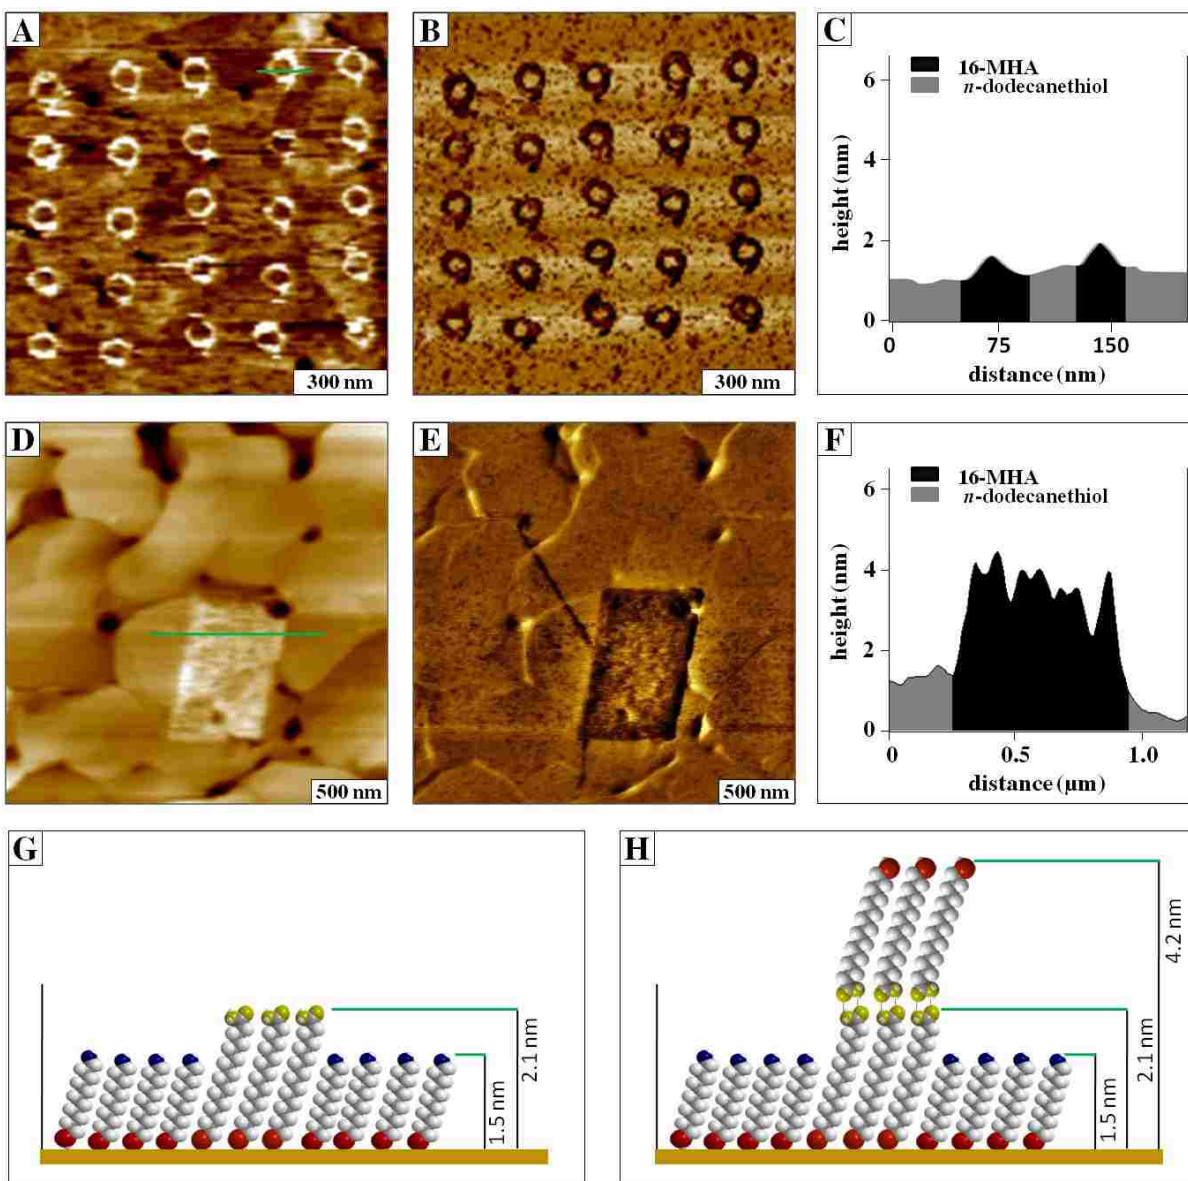 A
300 nm
B
300 nm
C
16-MHA
n-dodecanethiol
height (nm)
6
4
2
0
0 75 150
distance (nm)
D
500 nm
E
500 nm
F
16-MHA
n-dodecanethiol
height (nm)
6
4
2
0
0 0.5 1.0
distance (µm)
G
1.5 nm
2.1 nm
H
1.5 nm
2.1 nm
4.2 nm